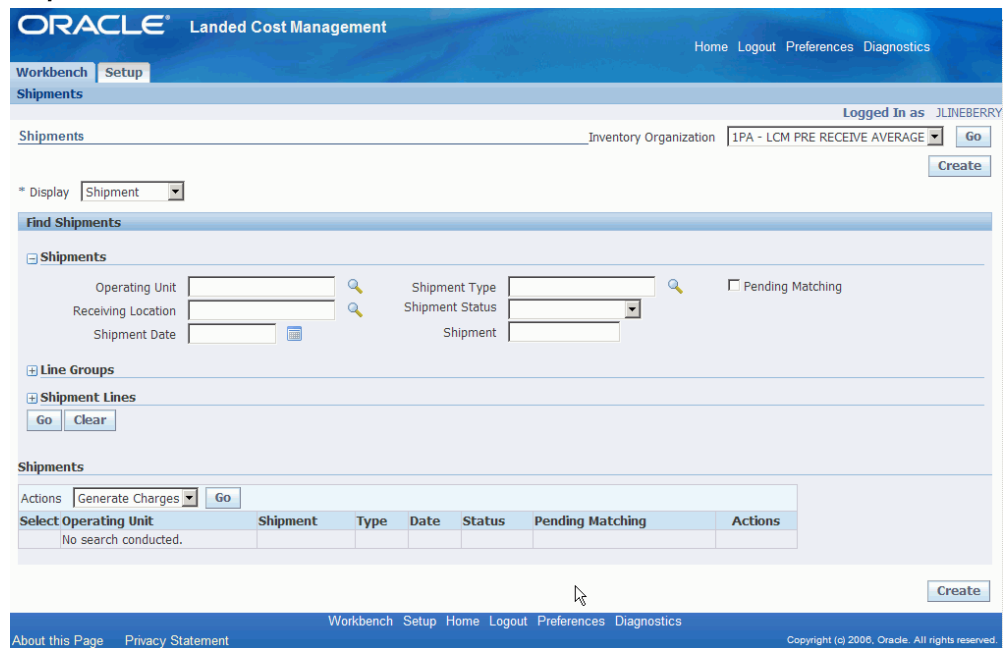 ORACLE® Landed Cost Management
Home Logout Preferences Diagnostics
Workbench Setup
Shipments
Logged In as JLINEBERRY
Shipments Inventory Organization 1PA - LCM PRE RECEIVE AVERAGE Go
Create
* Display Shipment
Find Shipments
Shipments
Operating Unit Shipment Type Pending Matching
Receiving Location Shipment Status
Shipment Date Shipment
Line Groups
Shipment Lines
Go Clear
Shipments
Actions Generate Charges Go
Select Operating Unit Shipment Type Date Status Pending Matching Actions
No search conducted.
Create
Workbench Setup Home Logout Preferences Diagnostics
About this Page Privacy Statement Copyright (c) 2006, Oracle. All rights reserved.